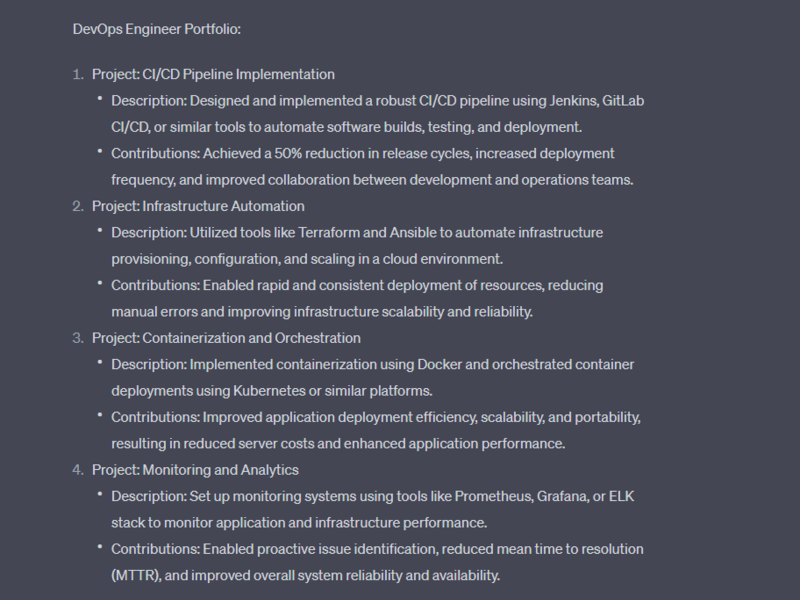 DevOps Engineer Portfolio:
1. Project: CI/CD Pipeline Implementation
• Description: Designed and implemented a robust CI/CD pipeline using Jenkins, GitLab
CI/CD, or similar tools to automate software builds, testing, and deployment.
• Contributions: Achieved a 50% reduction in release cycles, increased deployment
frequency, and improved collaboration between development and operations teams.
2. Project: Infrastructure Automation
• Description: Utilized tools like Terraform and Ansible to automate infrastructure
provisioning, configuration, and scaling in a cloud environment.
• Contributions: Enabled rapid and consistent deployment of resources, reducing
manual errors and improving infrastructure scalability and reliability.
3. Project: Containerization and Orchestration
• Description: Implemented containerization using Docker and orchestrated container
deployments using Kubernetes or similar platforms.
• Contributions: Improved application deployment efficiency, scalability, and portability,
resulting in reduced server costs and enhanced application performance.
4. Project: Monitoring and Analytics
• Description: Set up monitoring systems using tools like Prometheus, Grafana, or ELK
stack to monitor application and infrastructure performance.
• Contributions: Enabled proactive issue identification, reduced mean time to resolution
(MTTR), and improved overall system reliability and availability.